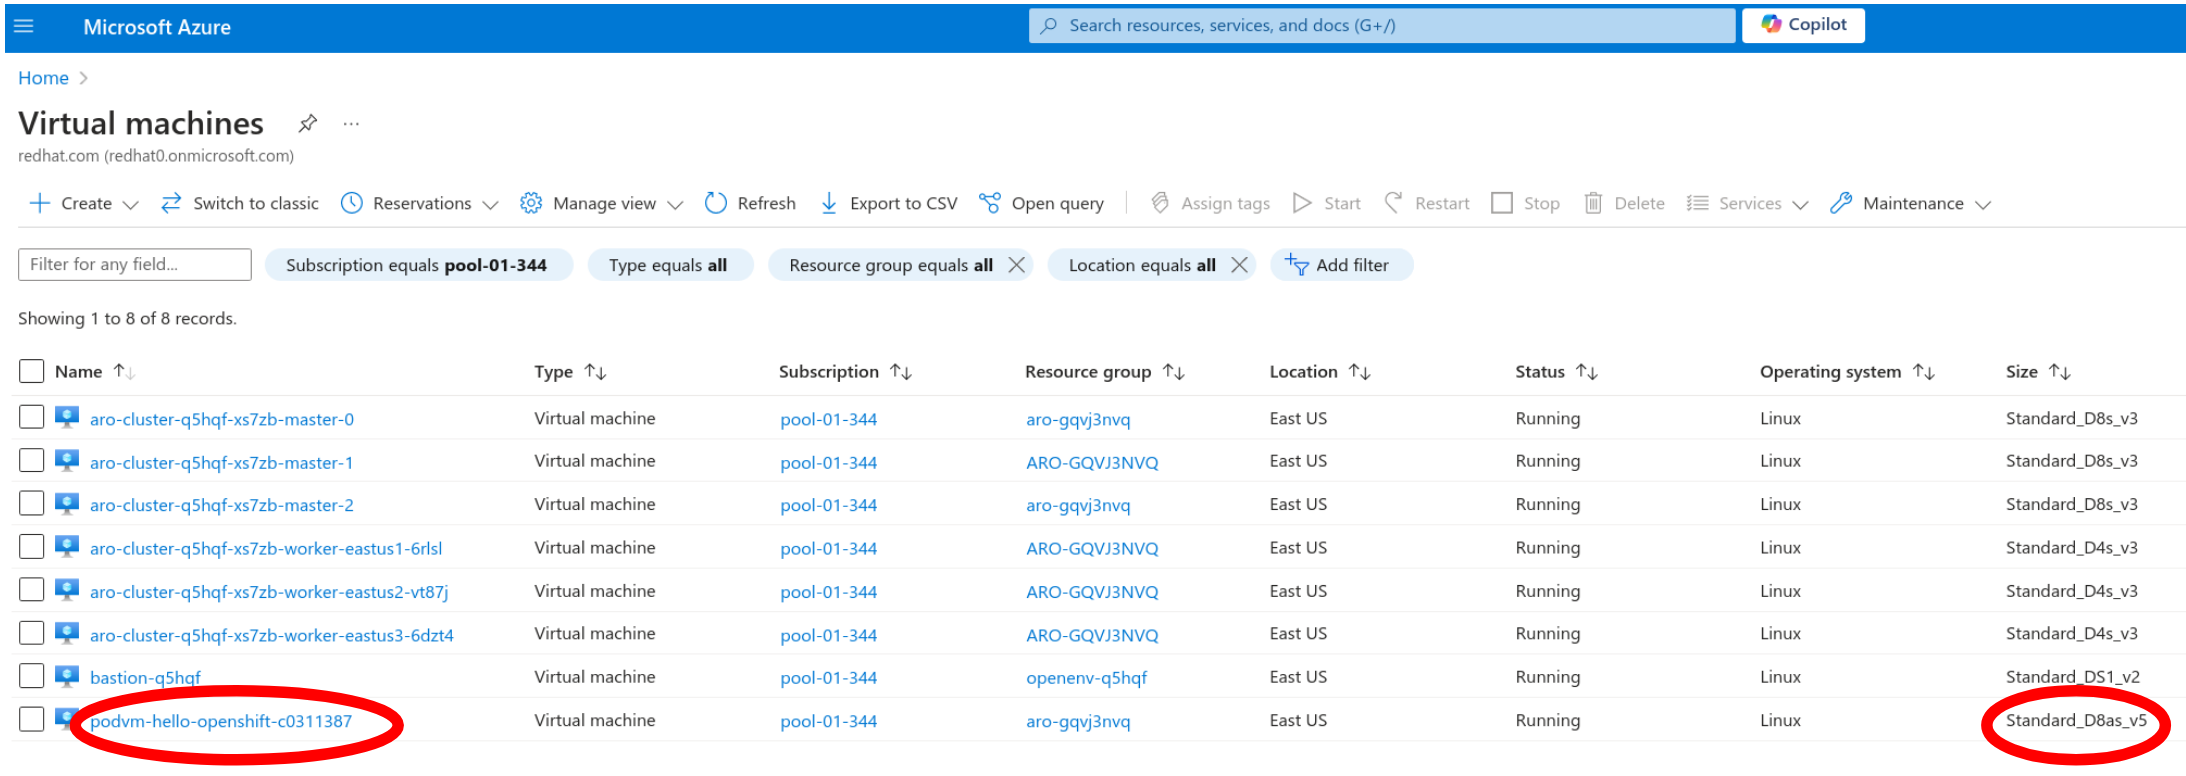 Microsoft Azure Search resources, services, and docs (G+/) Copilot
Home
Virtual machines ...
redhat.com (redhat0.onmicrosoft.com)
Create Switch to classic Reservations Manage view Refresh Export to CSV Open query Assign tags Start Restart Stop Delete Services Maintenance
Filter for any field... Subscription equals pool-01-344 Type equals all Resource group equals all Location equals all Add filter
Showing 1 to 8 of 8 records.
Name Type Subscription Resource group Location Status Operating system Size
aro-cluster-q5hqf-xs7zb-master-0 Virtual machine pool-01-344 aro-gqvj3nvq East US Running Linux Standard_D8s_v3
aro-cluster-q5hqf-xs7zb-master-1 Virtual machine pool-01-344 ARO-GQVJ3NVQ East US Running Linux Standard_D8s_v3
aro-cluster-q5hqf-xs7zb-master-2 Virtual machine pool-01-344 aro-gqvj3nvq East US Running Linux Standard_D8s_v3
aro-cluster-q5hqf-xs7zb-worker-eastus1-6rlsl Virtual machine pool-01-344 ARO-GQVJ3NVQ East US Running Linux Standard_D4s_v3
aro-cluster-q5hqf-xs7zb-worker-eastus2-vt87j Virtual machine pool-01-344 ARO-GQVJ3NVQ East US Running Linux Standard_D4s_v3
aro-cluster-q5hqf-xs7zb-worker-eastus3-6dzt4 Virtual machine pool-01-344 ARO-GQVJ3NVQ East US Running Linux Standard_D4s_v3
bastion-q5hqf Virtual machine pool-01-344 openenv-q5hqf East US Running Linux Standard_DS1_v2
podvm-hello-openshift-c0311387 Virtual machine pool-01-344 aro-gqvj3nvq East US Running Linux Standard_D8as_v5